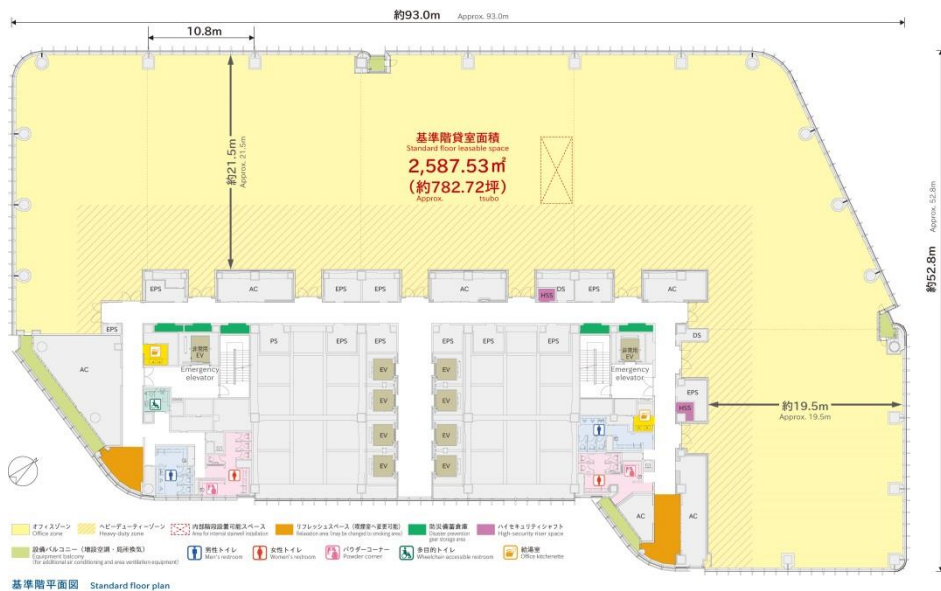 約93.0m Approx. 93.0m
10.8m
約21.5m
Approx. 21.5m
基準階貸室面積
Standard floor leasable space
2,587.53㎡
(約782.72坪)
Approx. tsubo
約52.8m Approx. 52.8m
EPS
AC
EPS
EPS
AC
HSS
DS
EPS
AC
EPS
AC
非常用
EV
Emergency
elevator
PS
EPS
EPS
EPS
EPS
EPS
非常用
EV
Emergency
elevator
DS
EPS
HSS
EV
EV
EV
EV
EV
EV
EV
EV
約19.5m
Approx. 19.5m
AC
AC
オフィスゾーン
Office zone
ヘビーデューティーゾーン
Heavy-duty zone
内部階段設置可能スペース
Area for internal stairwell installation
リフレッシュスペース(喫煙室へ変更可能)
Relaxation area (may be changed to smoking area)
防災備蓄倉庫
Disaster prevention
gear storage area
ハイセキュリティシャフト
High-security riser space
設備バルコニー(増設空調・局所換気)
Equipment balcony
(for additional air conditioning and area ventilation equipment)
男性トイレ
Men's restroom
女性トイレ
Women's restroom
パウダーコーナー
Powder corner
多目的トイレ
Wheelchair-accessible restroom
給湯室
Office kitchenette
基準階平面図 Standard floor plan